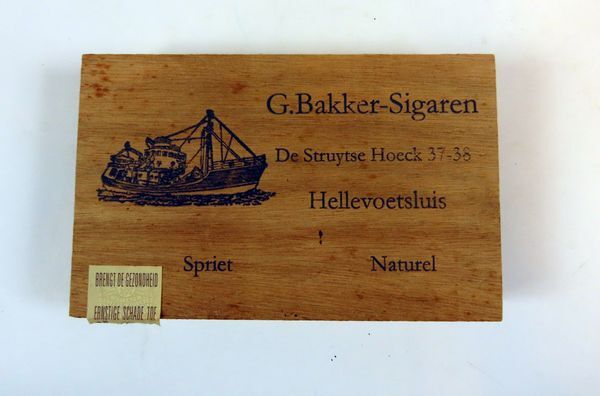 G.Bakker-Sigaren
De Struytse Hoeck 37-38
Hellevoetsluis
Spriet Naturel
BRENGT DE GEZONDHEID
ERNSTIGE SCHADE TOE